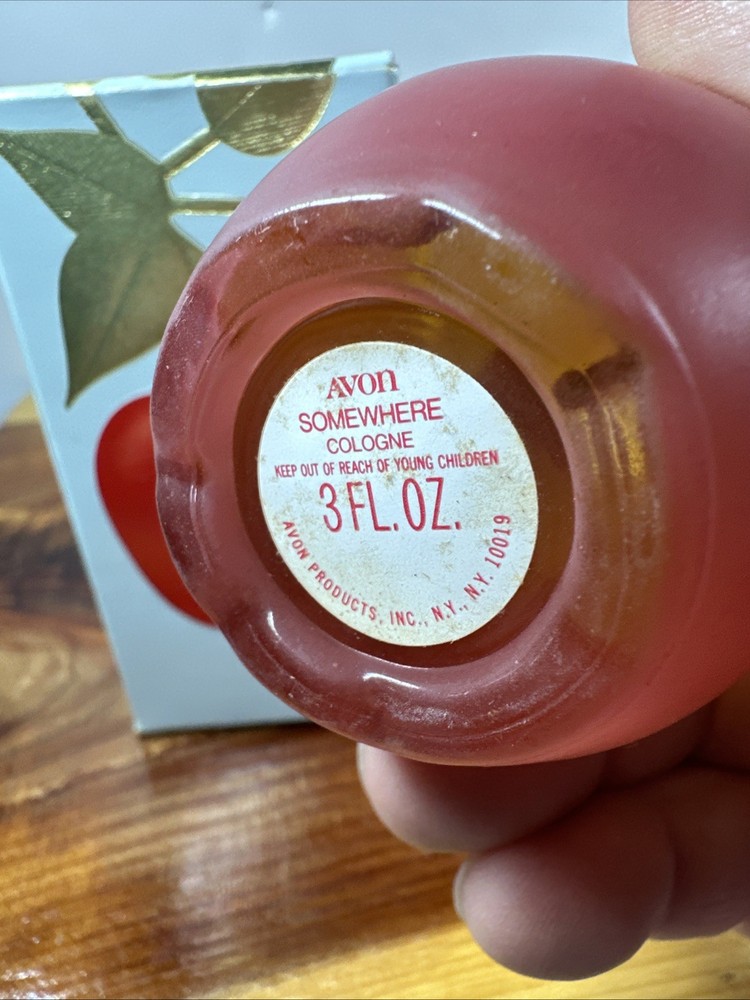 AVON
SOMEWHERE
COLOGNE
KEEP OUT OF REACH OF YOUNG CHILDREN
3 FL. OZ.
AVON PRODUCTS, INC., N.Y., N.Y. 10019